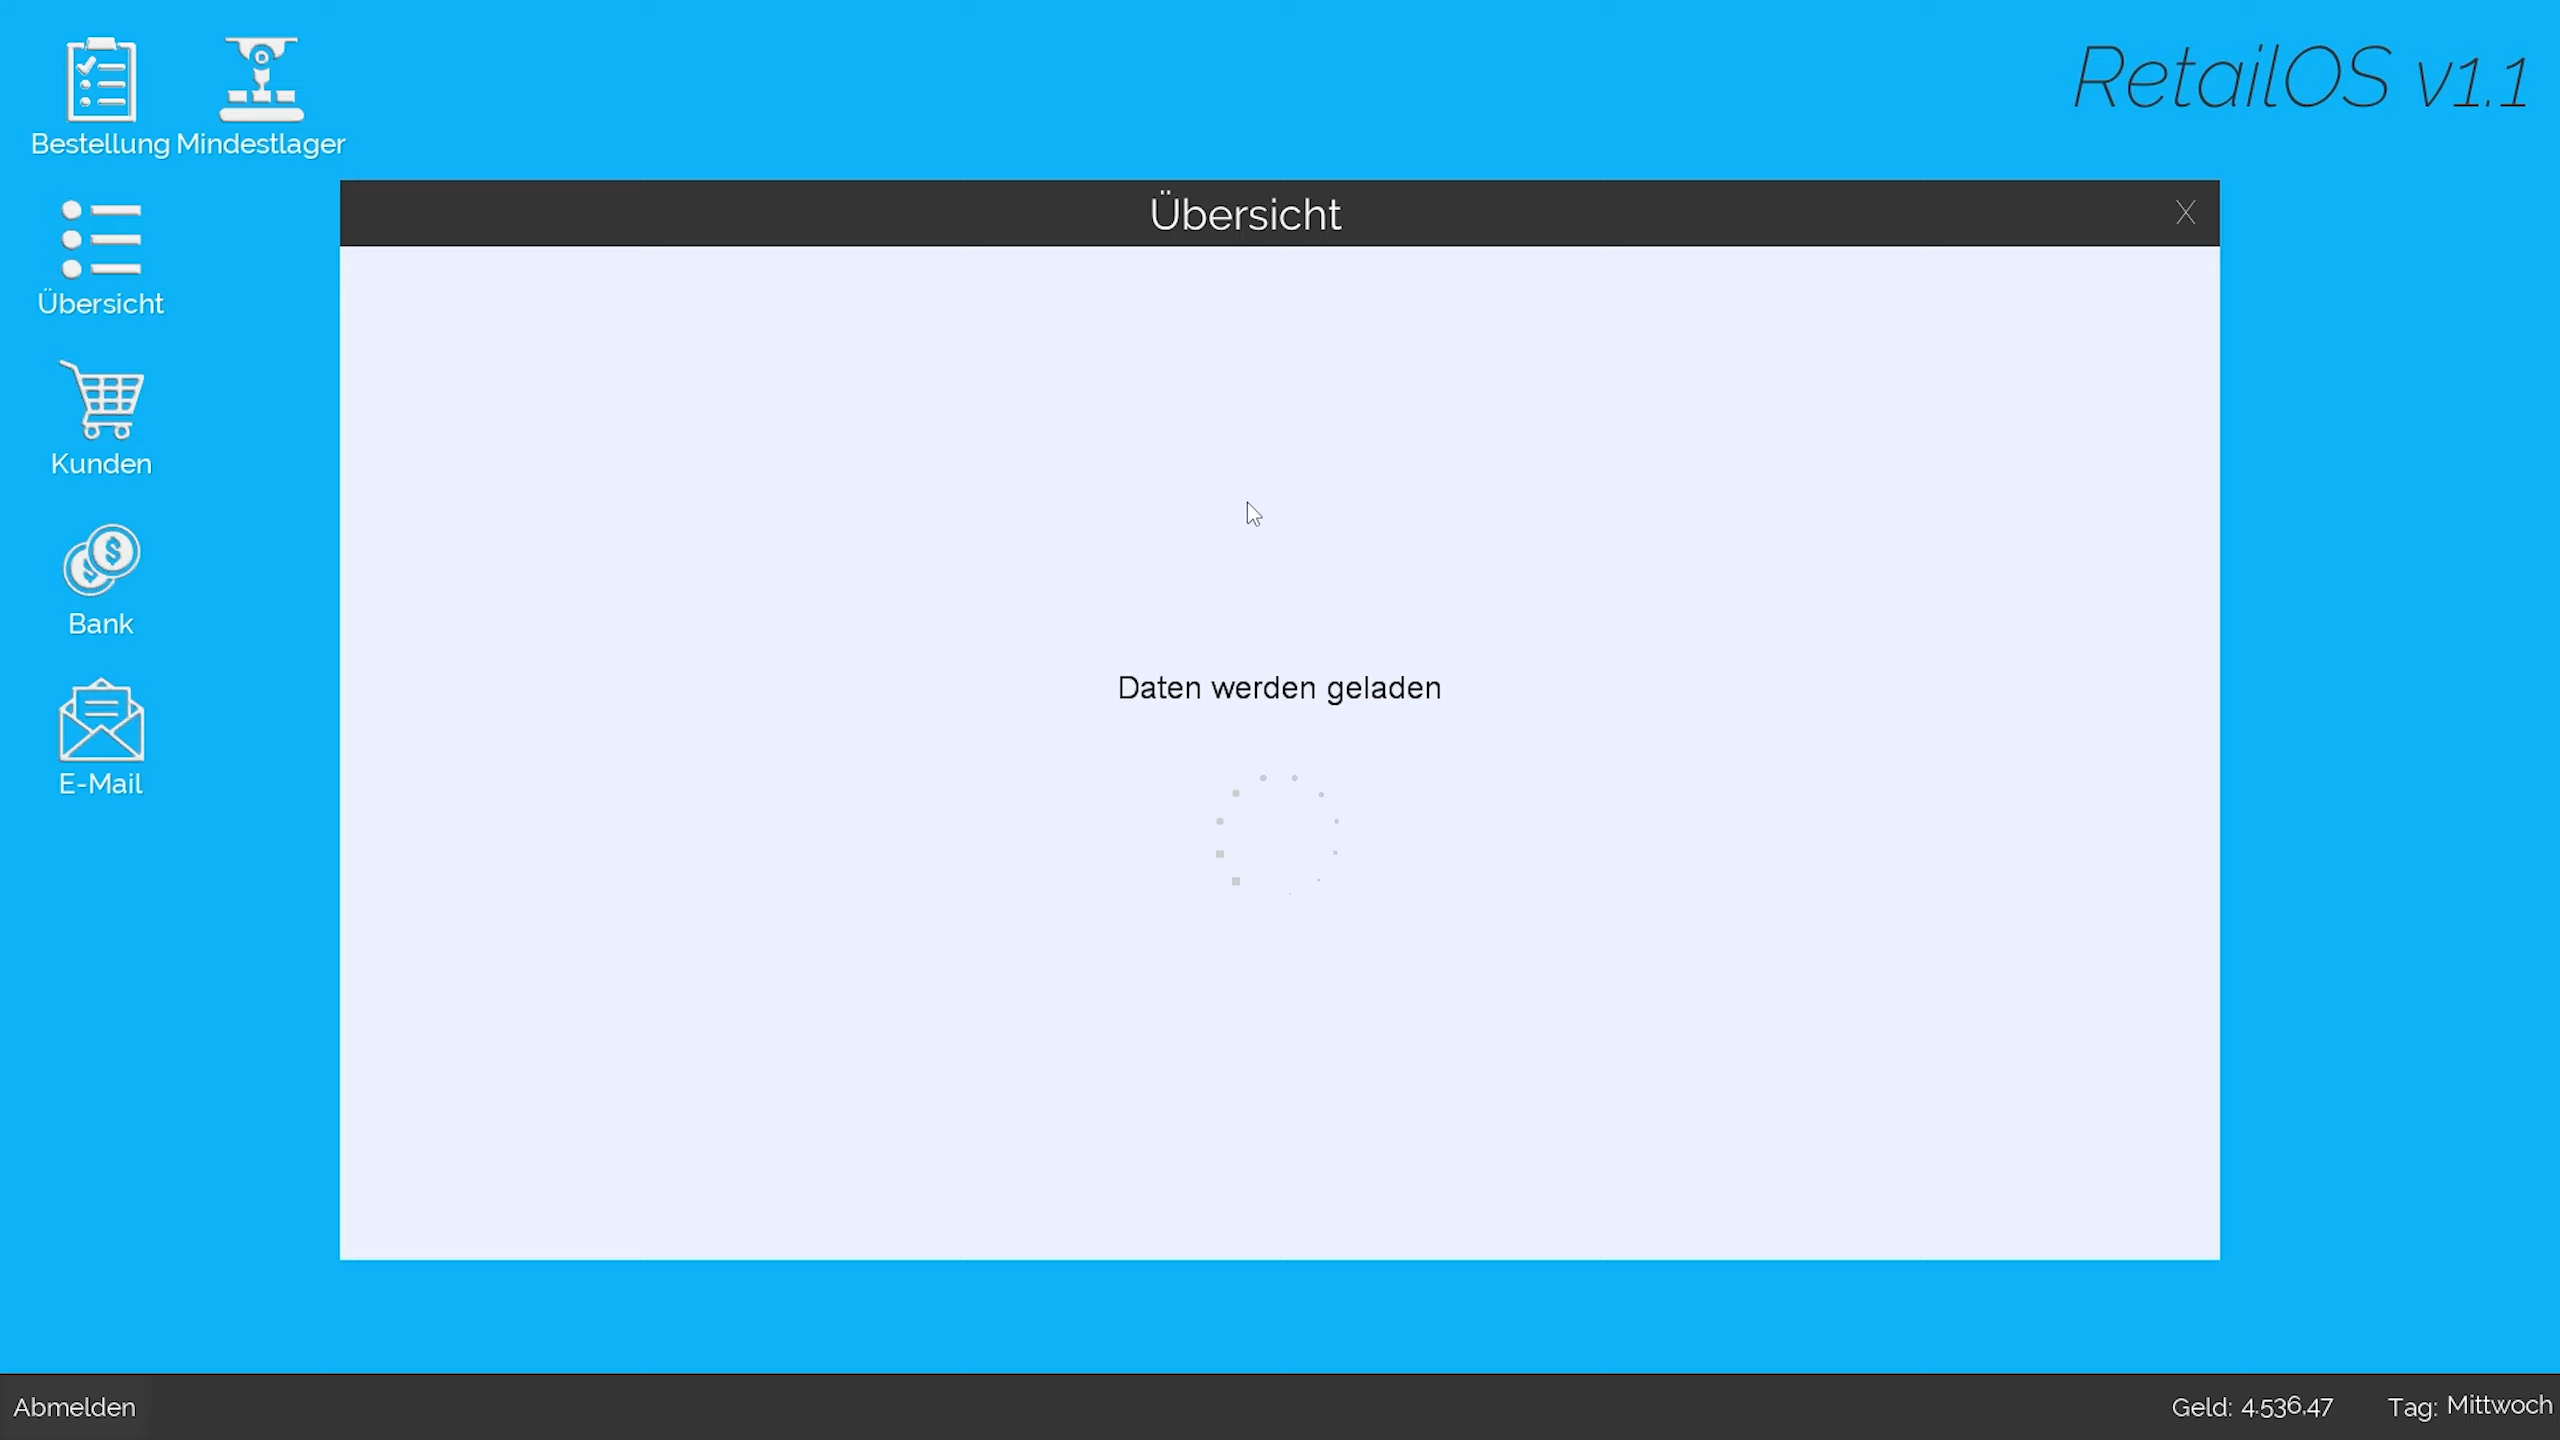 RetailOS v1.1
Bestellung
Mindestlager
Übersicht
Kunden
Bank
E-Mail
Übersicht
X
Daten werden geladen
Abmelden
Geld: 4.536,47
Tag: Mittwoch